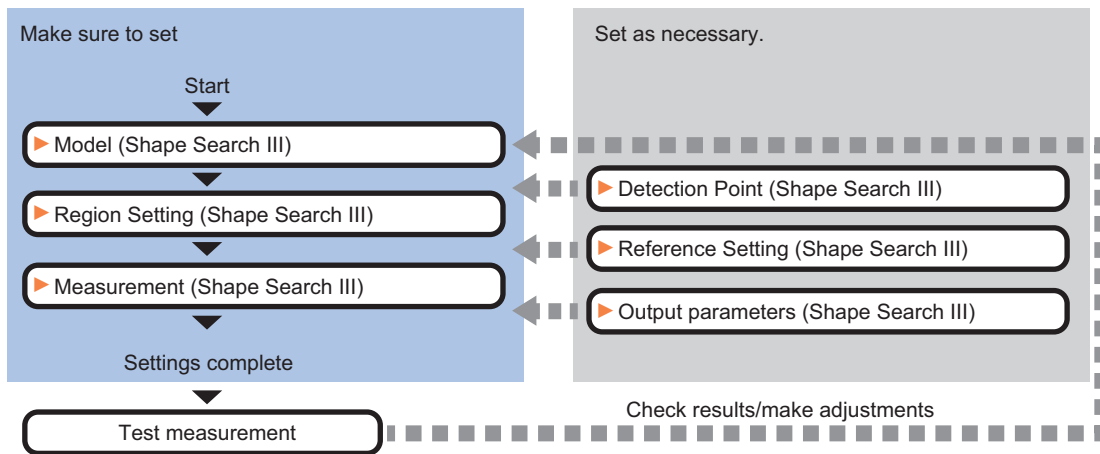 Make sure to set
Start
Model (Shape Search III)
Region Setting (Shape Search III)
Measurement (Shape Search III)
Settings complete
Test measurement
Set as necessary.
Detection Point (Shape Search III)
Reference Setting (Shape Search III)
Output parameters (Shape Search III)
Check results/make adjustments